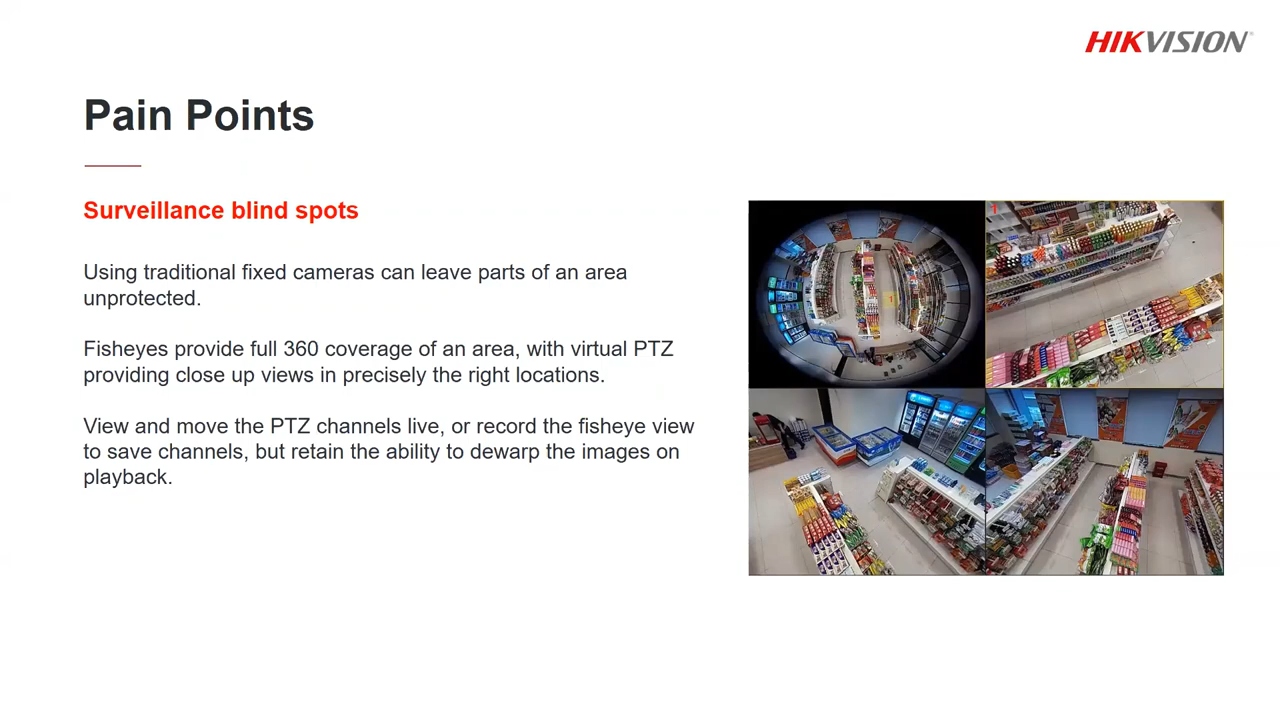 HIKVISION
Pain Points
Surveillance blind spots
Using traditional fixed cameras can leave parts of an area
unprotected.
Fisheyes provide full 360 coverage of an area, with virtual PTZ
providing close up views in precisely the right locations.
View and move the PTZ channels live, or record the fisheye view
to save channels, but retain the ability to dewarp the images on
playback.
1
1